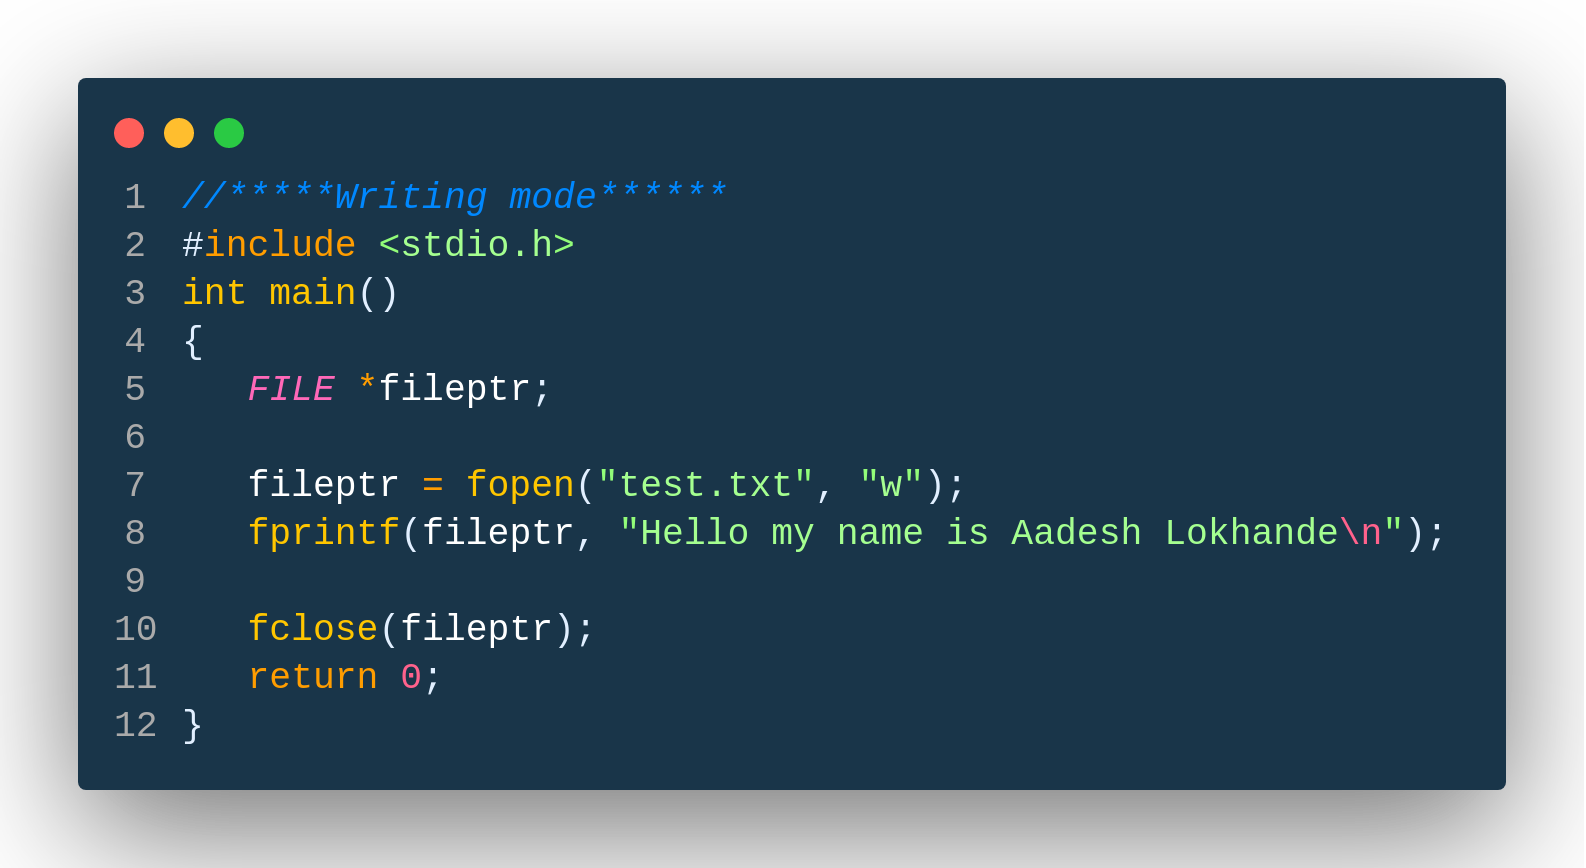 1 //*****Writing mode******
2 #include <stdio.h>
3 int main()
4 {
5    FILE *fileptr;
6
7    fileptr = fopen("test.txt", "w");
8    fprintf(fileptr, "Hello my name is Aadesh Lokhande\n");
9
10    fclose(fileptr);
11    return 0;
12 }